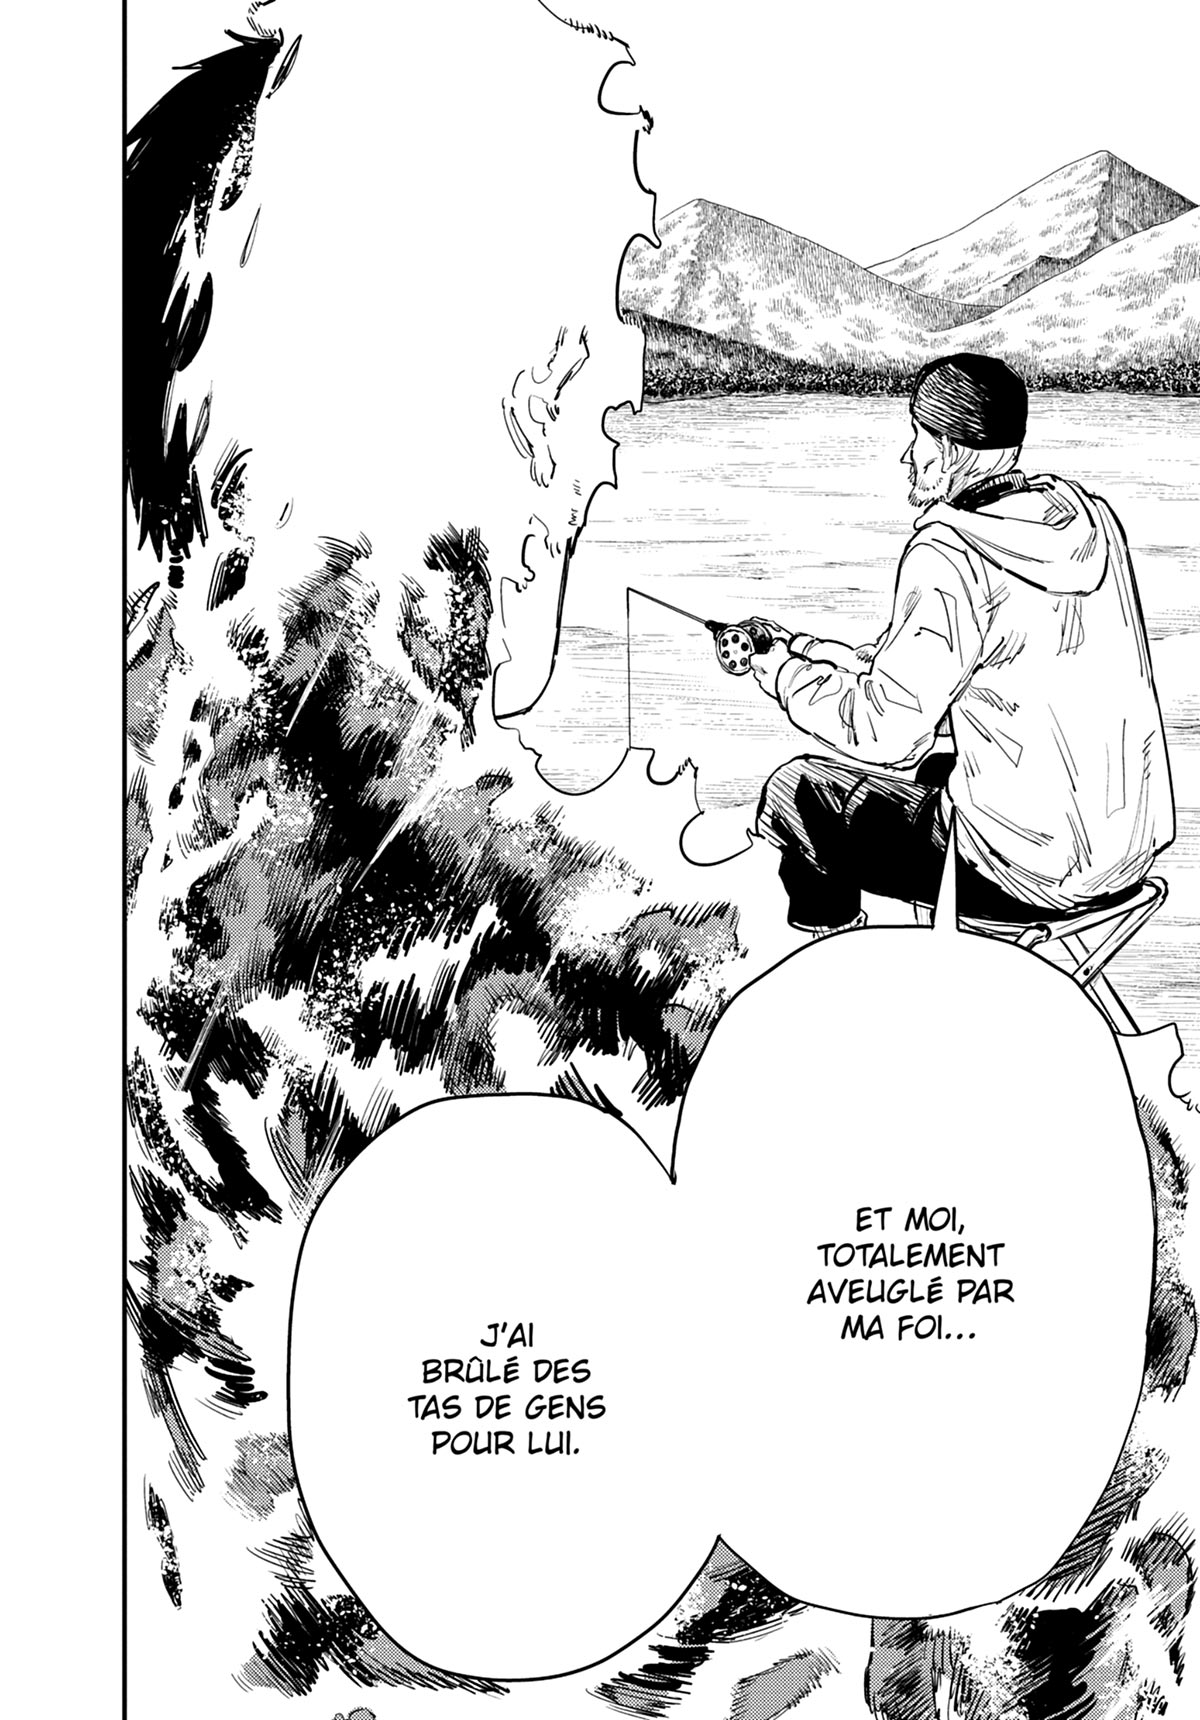 ET MOI,
TOTALEMENT
AVEUGLÉ PAR
MA FOI...
J'AI
BRÛLÉ DES
TAS DE GENS
POUR LUI.